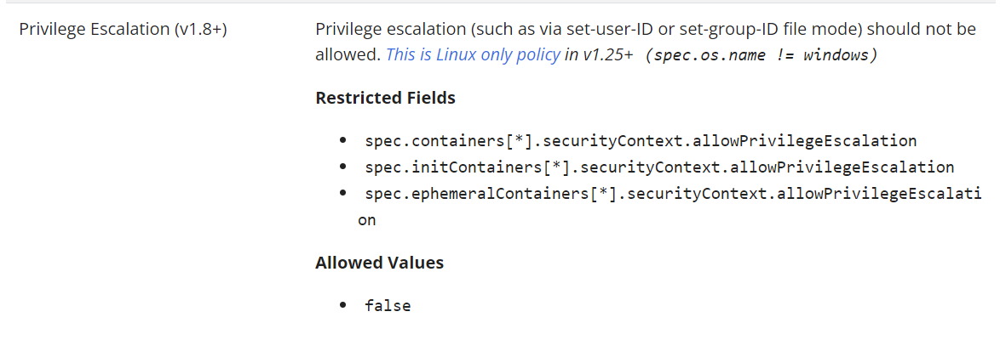 Privilege Escalation (v1.8+)
Privilege escalation (such as via set-user-ID or set-group-ID file mode) should not be
allowed. This is Linux only policy in v1.25+ (spec.os.name != windows)
Restricted Fields
• spec.containers[*].securityContext.allowPrivilegeEscalation
• spec.initContainers[*].securityContext.allowPrivilegeEscalation
• spec.ephemeralContainers[*].securityContext.allowPrivilegeEscalati
on
Allowed Values
• false